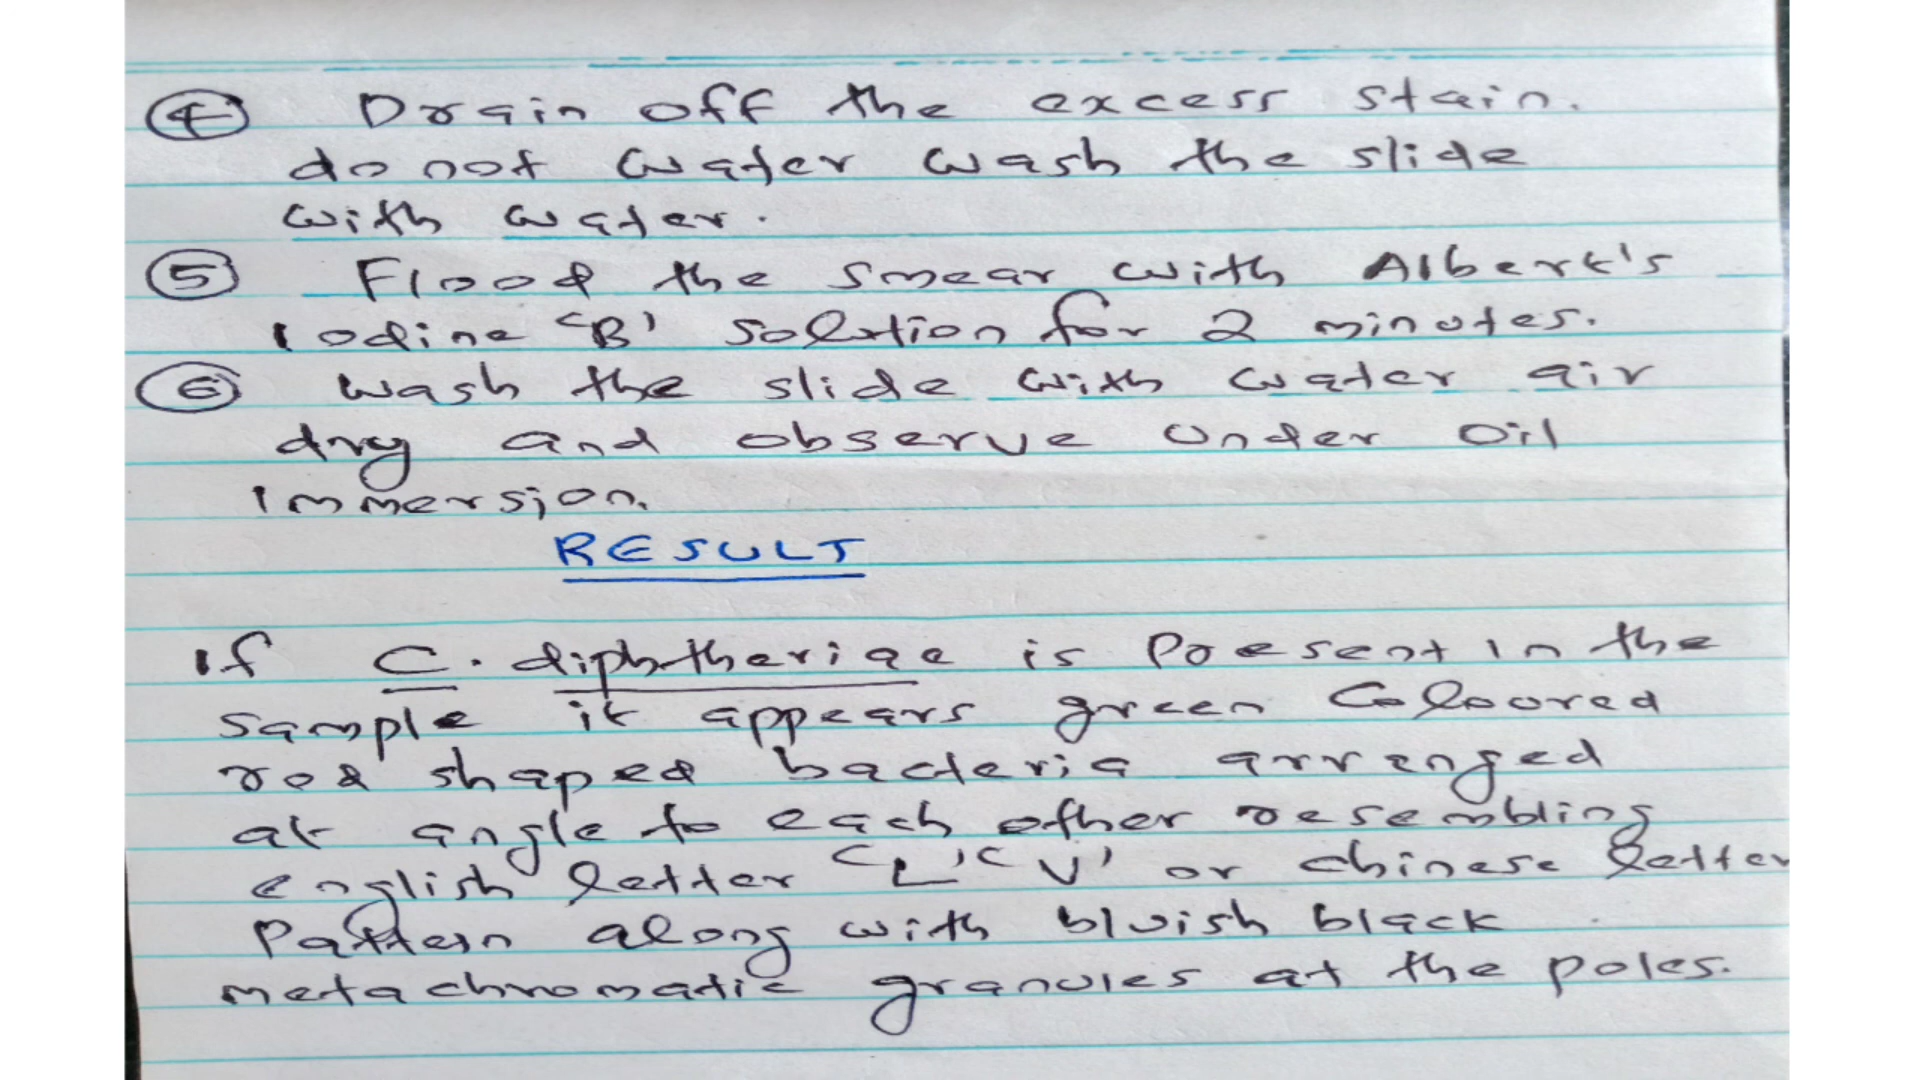 ④ Drain off the excess stain.
do not water wash the slide
with water.
⑤ Flood the smear with Albert's
Iodine 'B' solution for 2 minutes.
⑥ Wash the slide with water air
dry and observe under oil
immersion.
RESULT
If C. diphtheriae is Present in the
sample it appears green Coloured
rod shaped bacteria arranged
at angle to each other resembling
english letter 'L' 'V' or chinese letter
Pattern along with bluish black
metachromatic granules at the poles.